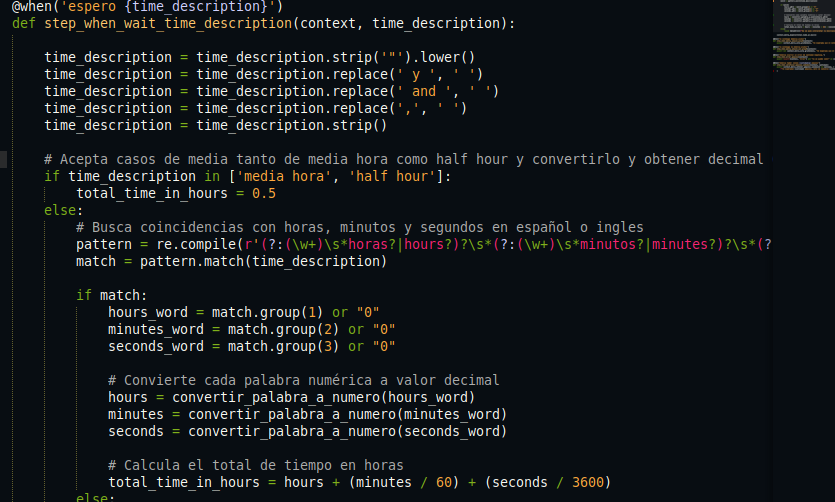 @when('espero {time_description}')
def step_when_wait_time_description(context, time_description):
time_description = time_description.strip('"').lower()
time_description = time_description.replace(' y ', ' ')
time_description = time_description.replace(' and ', ' ')
time_description = time_description.replace(',', ' ')
time_description = time_description.strip()
# Acepta casos de media tanto de media hora como half hour y convertirlo y obtener decimal
if time_description in ['media hora', 'half hour']:
total_time_in_hours = 0.5
else:
# Busca coincidencias con horas, minutos y segundos en español o ingles
pattern = re.compile(r'(?:(\w+)\s*horas?|hours?)?\s*(?:(\w+)\s*minutos?|minutes?)?\s*(?
match = pattern.match(time_description)
if match:
hours_word = match.group(1) or "0"
minutes_word = match.group(2) or "0"
seconds_word = match.group(3) or "0"
# Convierte cada palabra numérica a valor decimal
hours = convertir_palabra_a_numero(hours_word)
minutes = convertir_palabra_a_numero(minutes_word)
seconds = convertir_palabra_a_numero(seconds_word)
# Calcula el total de tiempo en horas
total_time_in_hours = hours + (minutes / 60) + (seconds / 3600)
else: